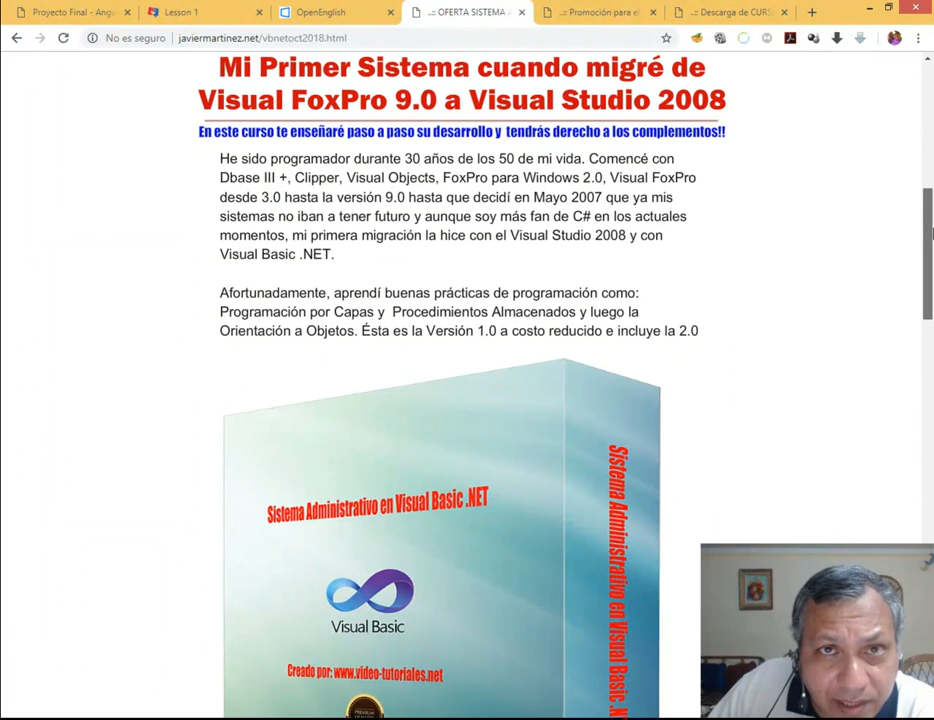 Proyecto Final - Angu
Lesson 1
OpenEnglish
..:: OFERTA SISTEMA A
..:: Promoción para el
..:: Descarga de CURS
No es seguro | javiermartinez.net/vbnetoct2018.html
Mi Primer Sistema cuando migré de
Visual FoxPro 9.0 a Visual Studio 2008
En este curso te enseñaré paso a paso su desarrollo y tendrás derecho a los complementos!!
He sido programador durante 30 años de los 50 de mi vida. Comencé con
Dbase III +, Clipper, Visual Objects, FoxPro para Windows 2.0, Visual FoxPro
desde 3.0 hasta la versión 9.0 hasta que decidí en Mayo 2007 que ya mis
sistemas no iban a tener futuro y aunque soy más fan de C# en los actuales
momentos, mi primera migración la hice con el Visual Studio 2008 y con
Visual Basic .NET.
Afortunadamente, aprendí buenas prácticas de programación como:
Programación por Capas y Procedimientos Almacenados y luego la
Orientación a Objetos. Ésta es la Versión 1.0 a costo reducido e incluye la 2.0
Sistema Administrativo en Visual Basic .NET
Sistema Administrativo en Visual Basic .N
Visual Basic
Creado por: www.video-tutoriales.net
PREMIUM